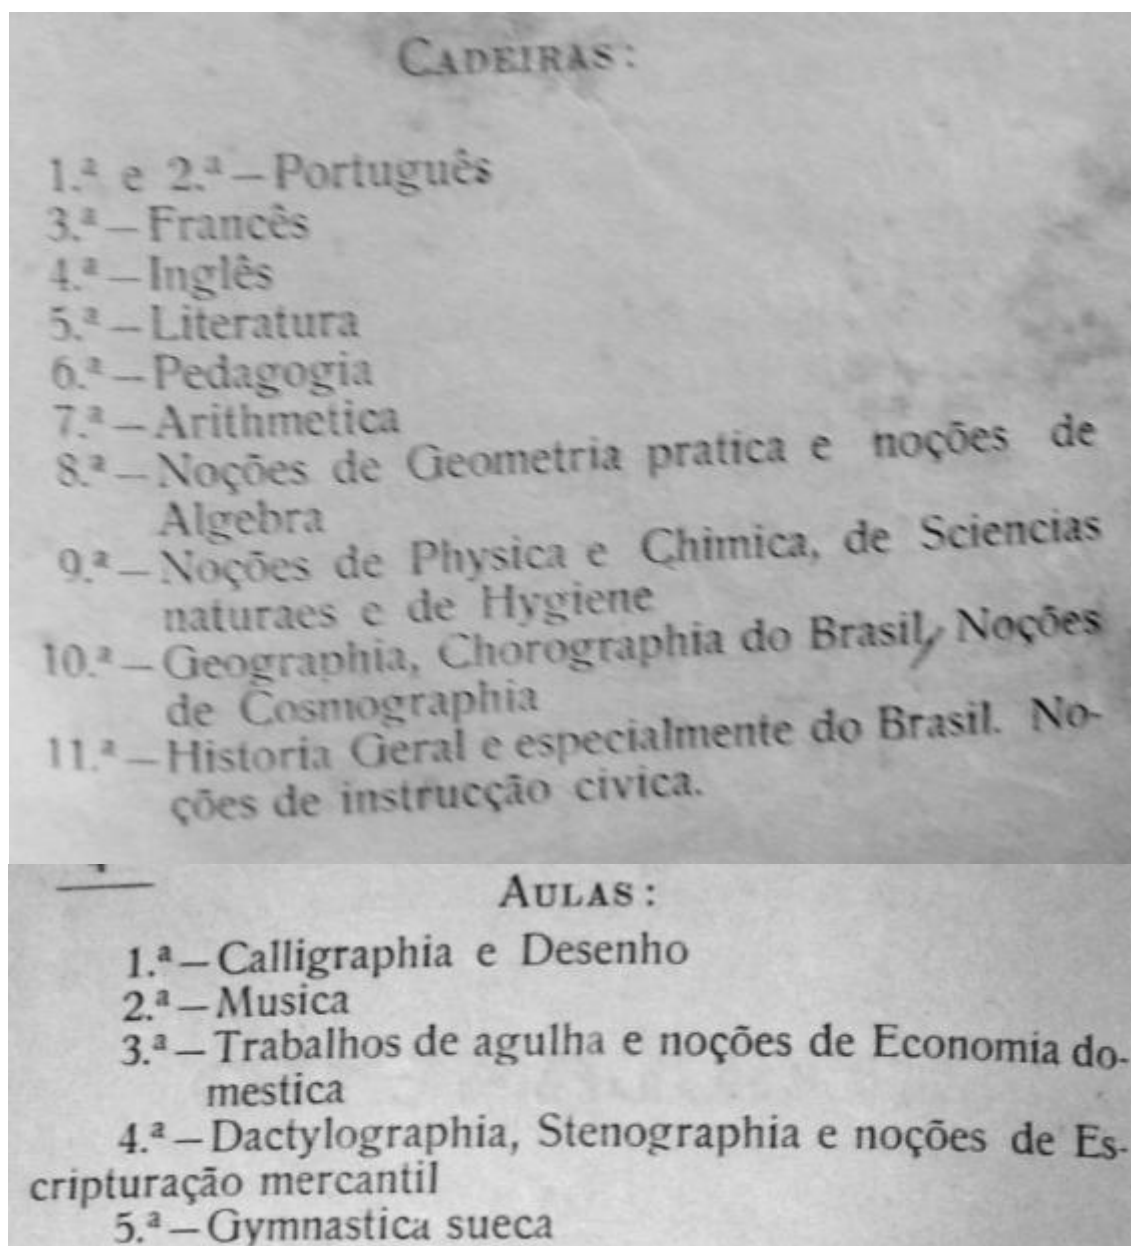 CADEIRAS:
1.ª e 2.ª—Português
3.ª—Francês
4.ª—Inglês
5.ª—Literatura
6.ª—Pedagogia
7.ª—Arithmetica
8.ª—Noções de Geometria pratica e noções de
Algebra
9.ª—Noções de Physica e Chimica, de Sciencias
naturaes e de Hygiene
10.ª—Geographia, Chorographia do Brasil, Noções
de Cosmographia
11.ª—Historia Geral e especialmente do Brasil. No-
ções de instrucção civica.
AULAS:
1.ª—Calligraphia e Desenho
2.ª—Musica
3.ª—Trabalhos de agulha e noções de Economia do-
mestica
4.ª—Dactylographia, Stenographia e noções de Es-
cripturação mercantil
5.ª—Gymnastica sueca